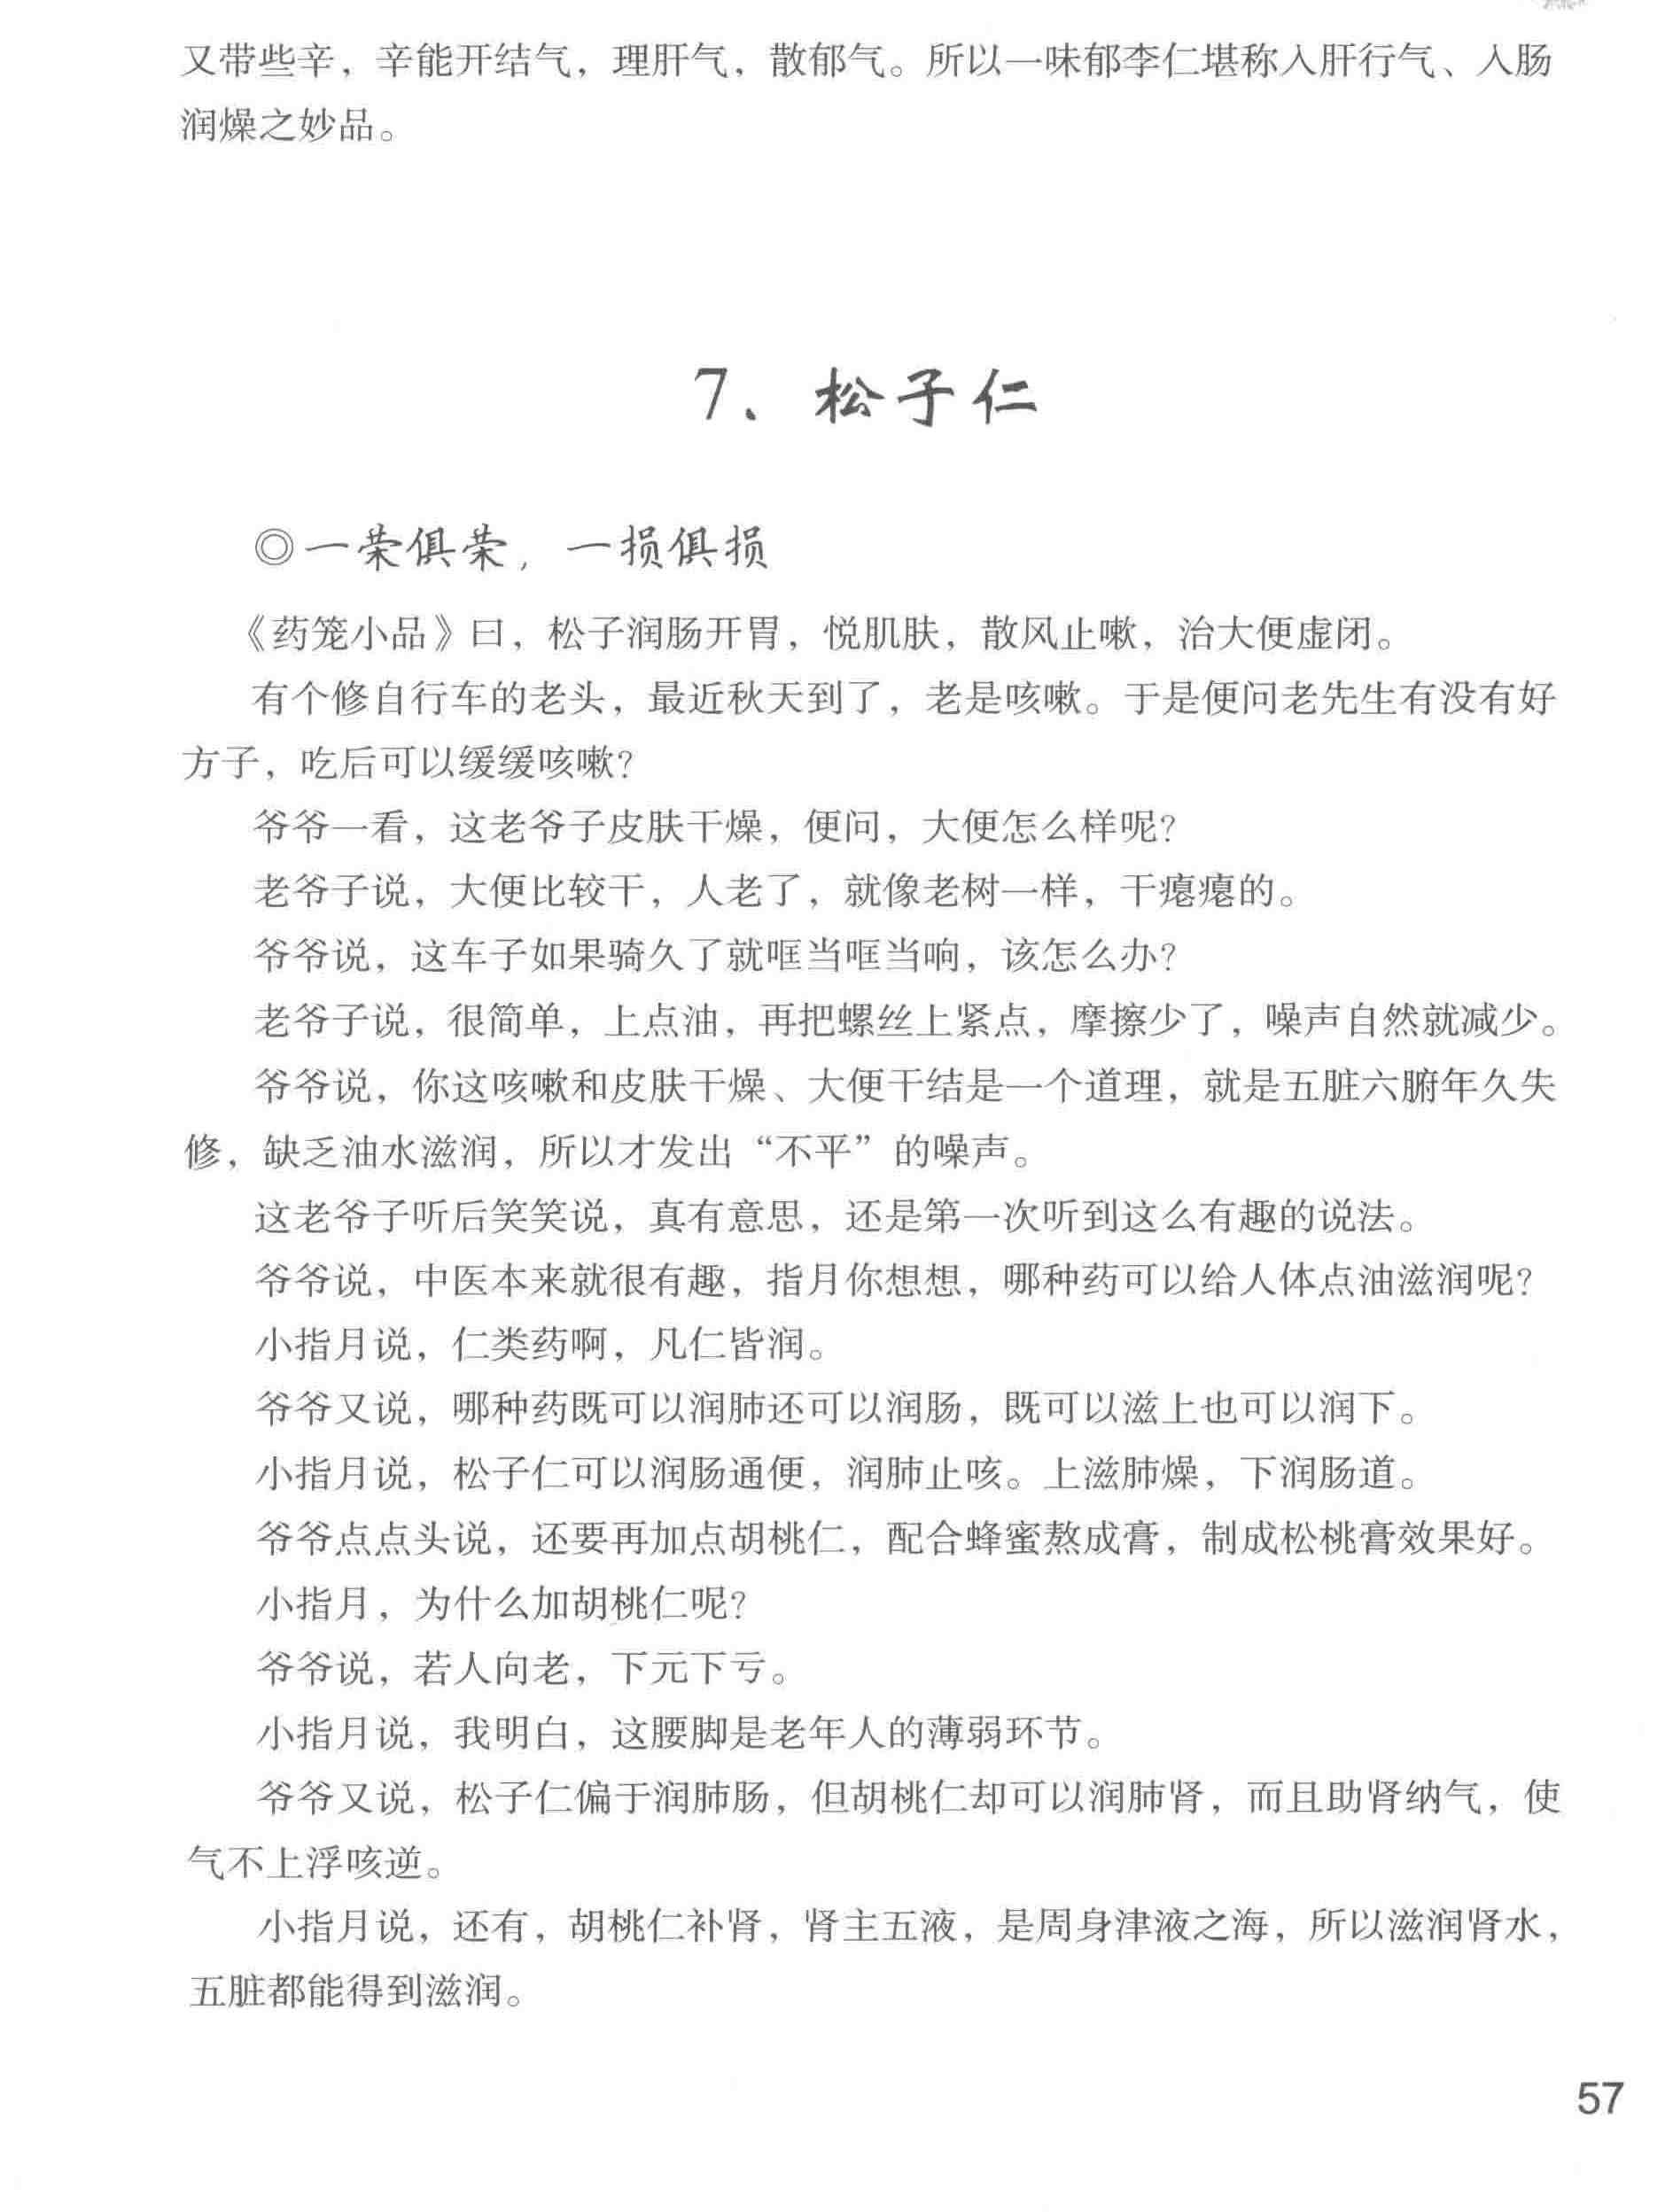 又带些辛，辛能开结气，理肝气，散郁气。所以一味郁李仁堪称入肝行气、入肠
润燥之妙品。
7、松子仁
◎一荣俱荣，一损俱损
《药笼小品》曰，松子润肠开胃，悦肌肤，散风止嗽，治大便虚闭。
有个修自行车的老头，最近秋天到了，老是咳嗽。于是便问老先生有没有好
方子，吃后可以缓缓咳嗽？
爷爷一看，这老爷子皮肤干燥，便问，大便怎么样呢？
老爷子说，大便比较干，人老了，就像老树一样，干瘪瘪的。
爷爷说，这车子如果骑久了就哐当哐当响，该怎么办？
老爷子说，很简单，上点油，再把螺丝上紧点，摩擦少了，噪声自然就减少。
爷爷说，你这咳嗽和皮肤干燥、大便干结是一个道理，就是五脏六腑年久失
修，缺乏油水滋润，所以才发出“不平”的噪声。
这老爷子听后笑笑说，真有意思，还是第一次听到这么有趣的说法。
爷爷说，中医本来就很有趣，指月你想想，哪种药可以给人体点油滋润呢？
小指月说，仁类药啊，凡仁皆润。
爷爷又说，哪种药既可以润肺还可以润肠，既可以滋上也可以润下。
小指月说，松子仁可以润肠通便，润肺止咳。上滋肺燥，下润肠道。
爷爷点点头说，还要再加点胡桃仁，配合蜂蜜熬成膏，制成松桃膏效果好。
小指月，为什么加胡桃仁呢？
爷爷说，若人向老，下元下亏。
小指月说，我明白，这腰脚是老年人的薄弱环节。
爷爷又说，松子仁偏于润肺肠，但胡桃仁却可以润肺肾，而且助肾纳气，使
气不上浮咳逆。
小指月说，还有，胡桃仁补肾，肾主五液，是周身津液之海，所以滋润肾水，
五脏都能得到滋润。
57